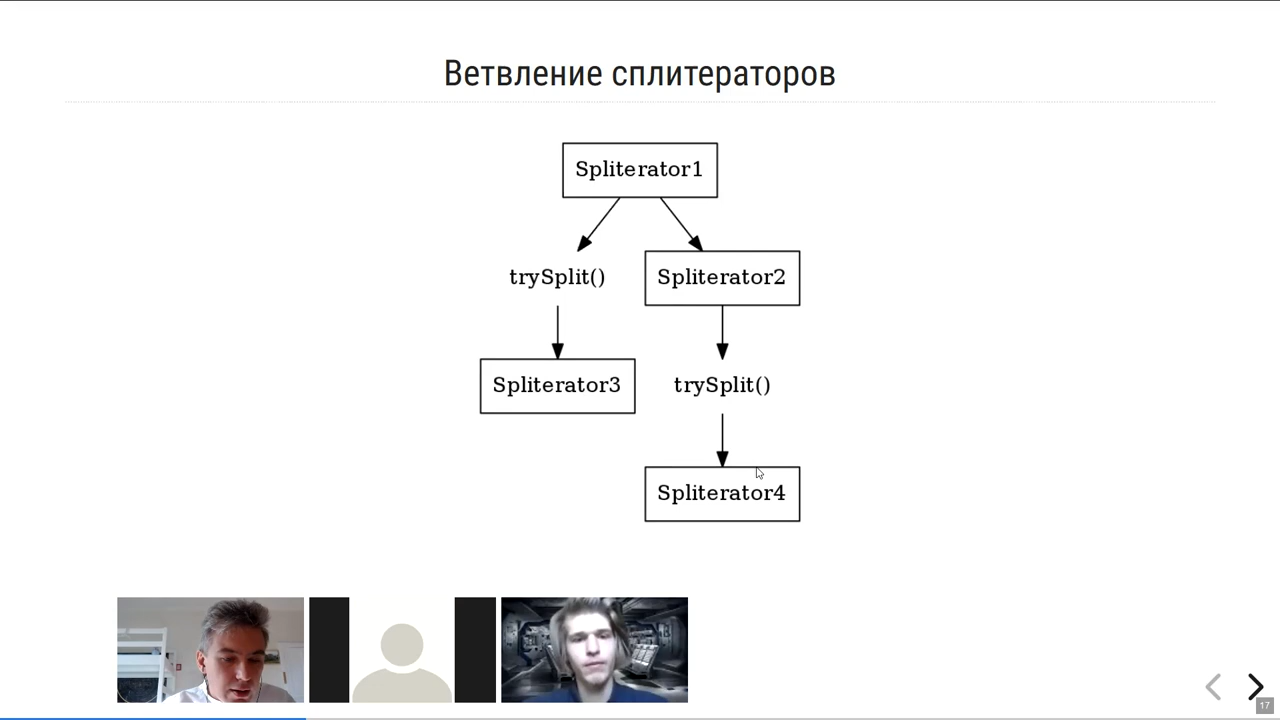 Ветвление сплитераторов
Spliterator1
trySplit()
Spliterator2
Spliterator3
trySplit()
Spliterator4
17